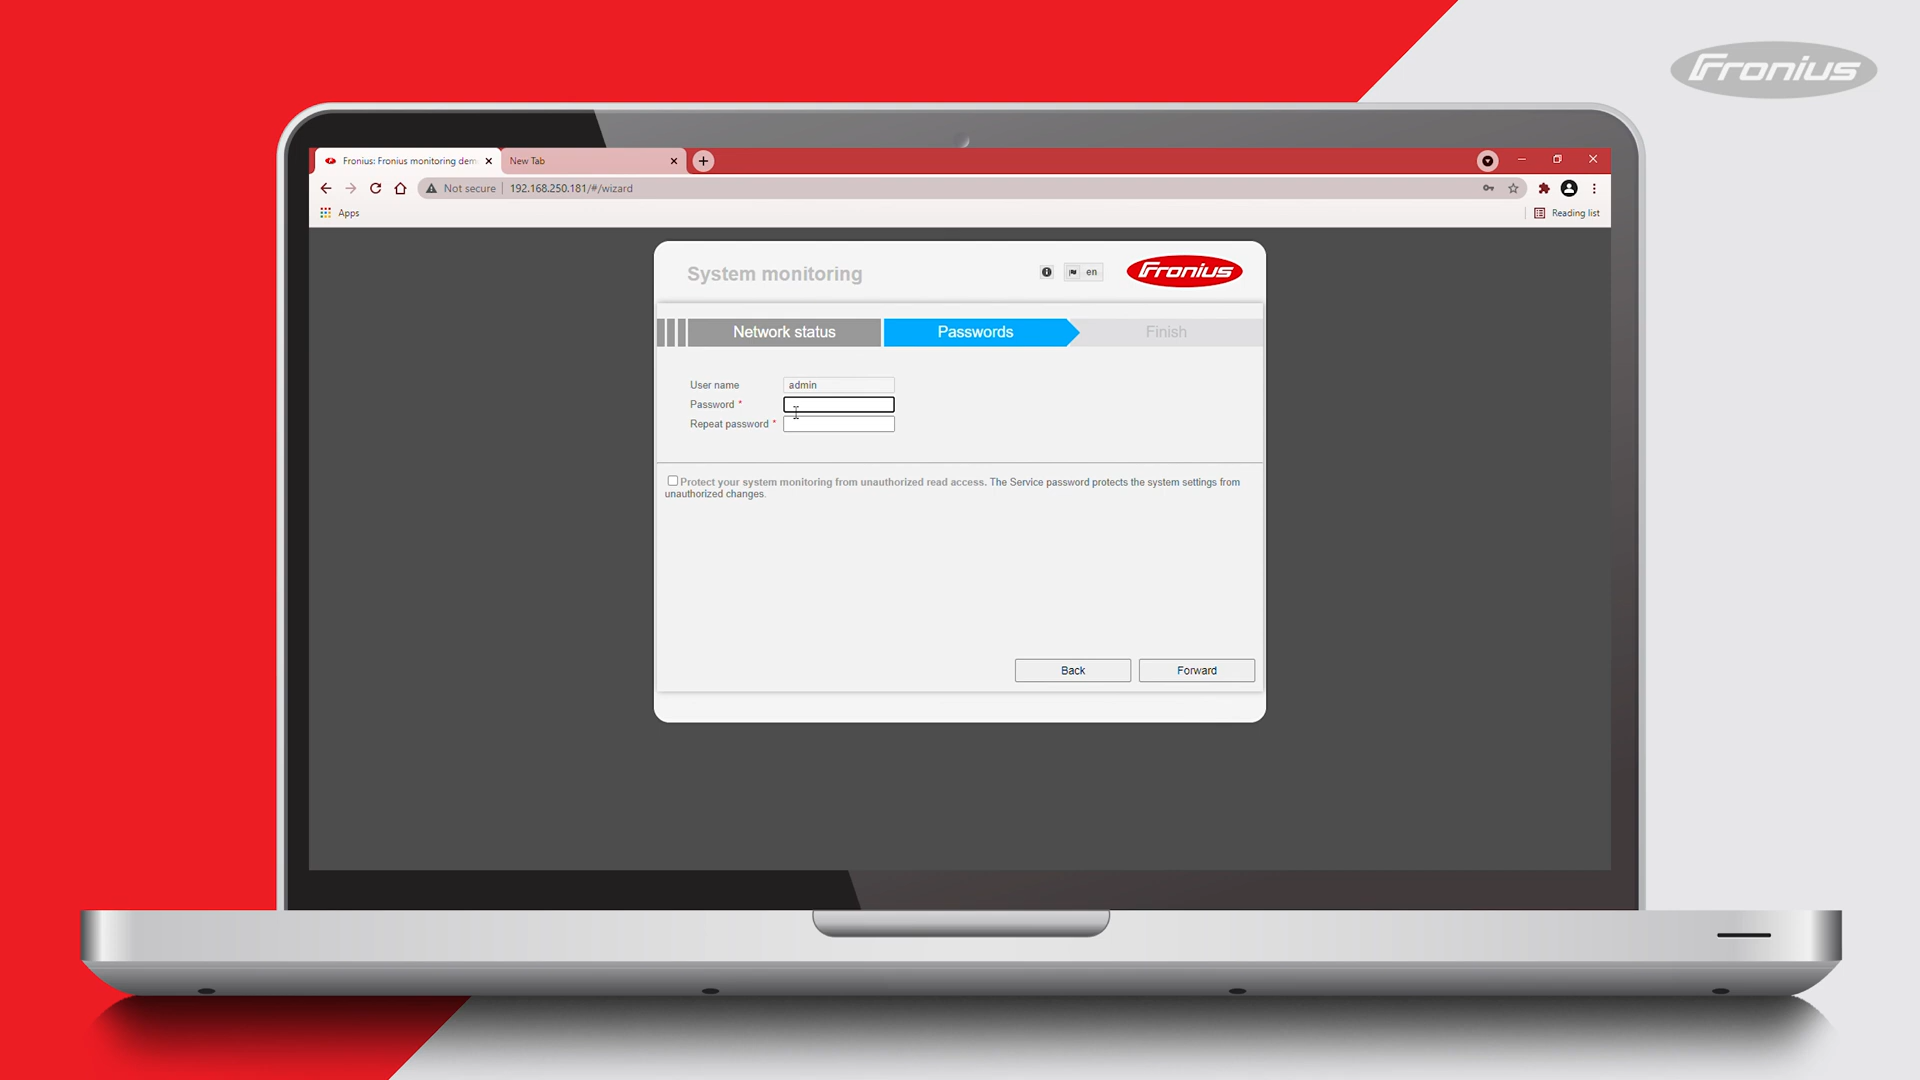 Fronius
Fronius: Fronius monitoring dem
New Tab
Not secure
192.168.250.181/#/wizard
Apps
Reading list
System monitoring
en
Fronius
Network status
Passwords
Finish
User name
admin
Password *
Repeat password *
Protect your system monitoring from unauthorized read access. The Service password protects the system settings from
unauthorized changes.
Back
Forward